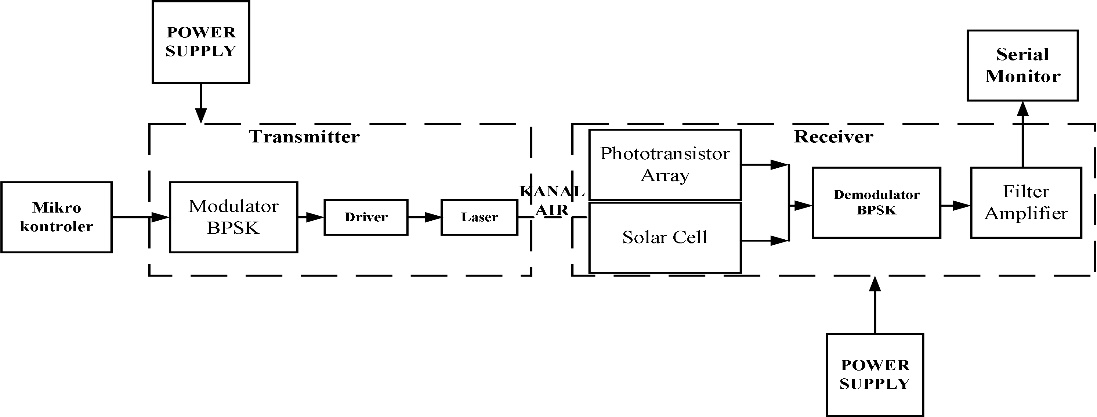 POWER
SUPPLY
Serial
Monitor
Transmitter
Receiver
Mikro
kontroler
Modulator
BPSK
Driver
Laser
KANAL
AIR
Phototransistor
Array
Solar Cell
Demodulator
BPSK
Filter
Amplifier
POWER
SUPPLY